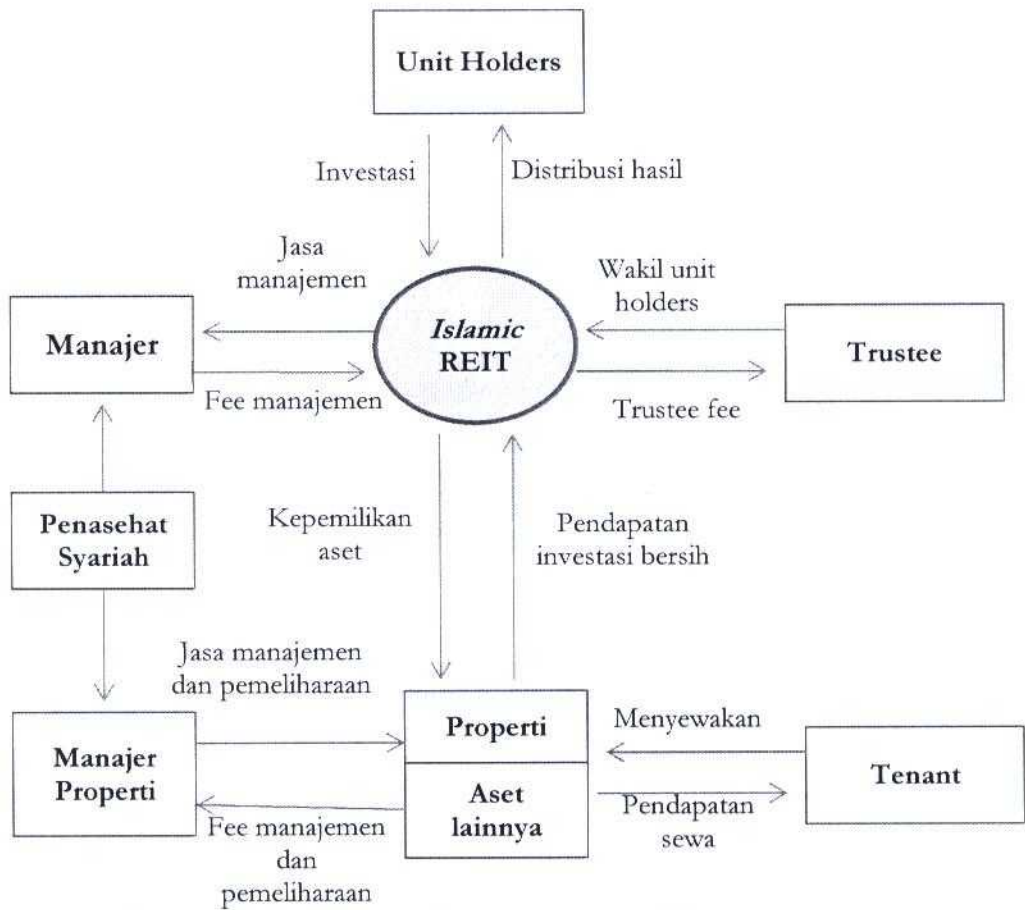 Unit Holders
Investasi
Distribusi hasil
Jasa
manajemen
Wakil unit
holders
Manajer
Islamic
REIT
Trustee
Fee manajemen
Trustee fee
Penasehat
Syariah
Kepemilikan
aset
Pendapatan
investasi bersih
Jasa manajemen
dan pemeliharaan
Manajer
Properti
Properti
Aset
lainnya
Menyewakan
Tenant
Pendapatan
sewa
Fee manajemen
dan
pemeliharaan